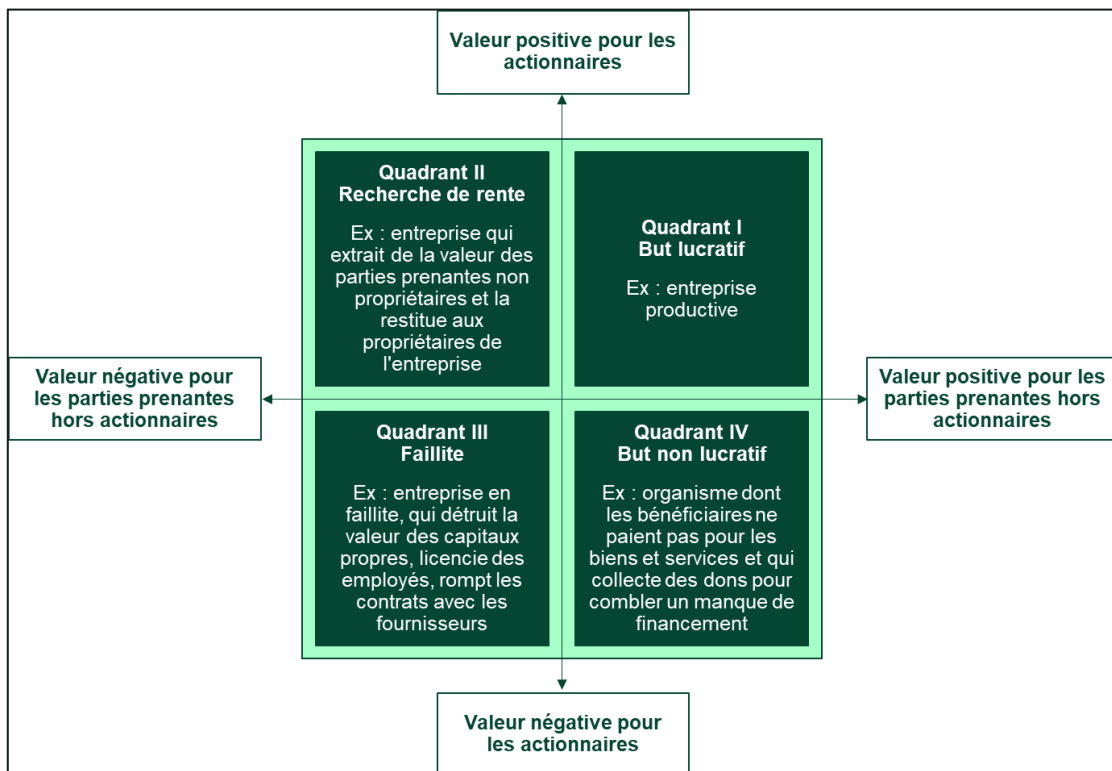 Valeur positive pour les
actionnaires
Quadrant II
Recherche de rente
Ex : entreprise qui
extrait de la valeur des
parties prenantes non
propriétaires et la
restitue aux
propriétaires de
l'entreprise
Quadrant I
But lucratif
Ex : entreprise
productive
Valeur négative pour
les parties prenantes
hors actionnaires
Valeur positive pour les
parties prenantes hors
actionnaires
Quadrant III
Faillite
Ex : entreprise en
faillite, qui détruit la
valeur des capitaux
propres, licencie des
employés, rompt les
contrats avec les
fournisseurs
Quadrant IV
But non lucratif
Ex : organisme dont
les bénéficiaires ne
paient pas pour les
biens et services et qui
collecte des dons pour
combler un manque de
financement
Valeur négative pour
les actionnaires